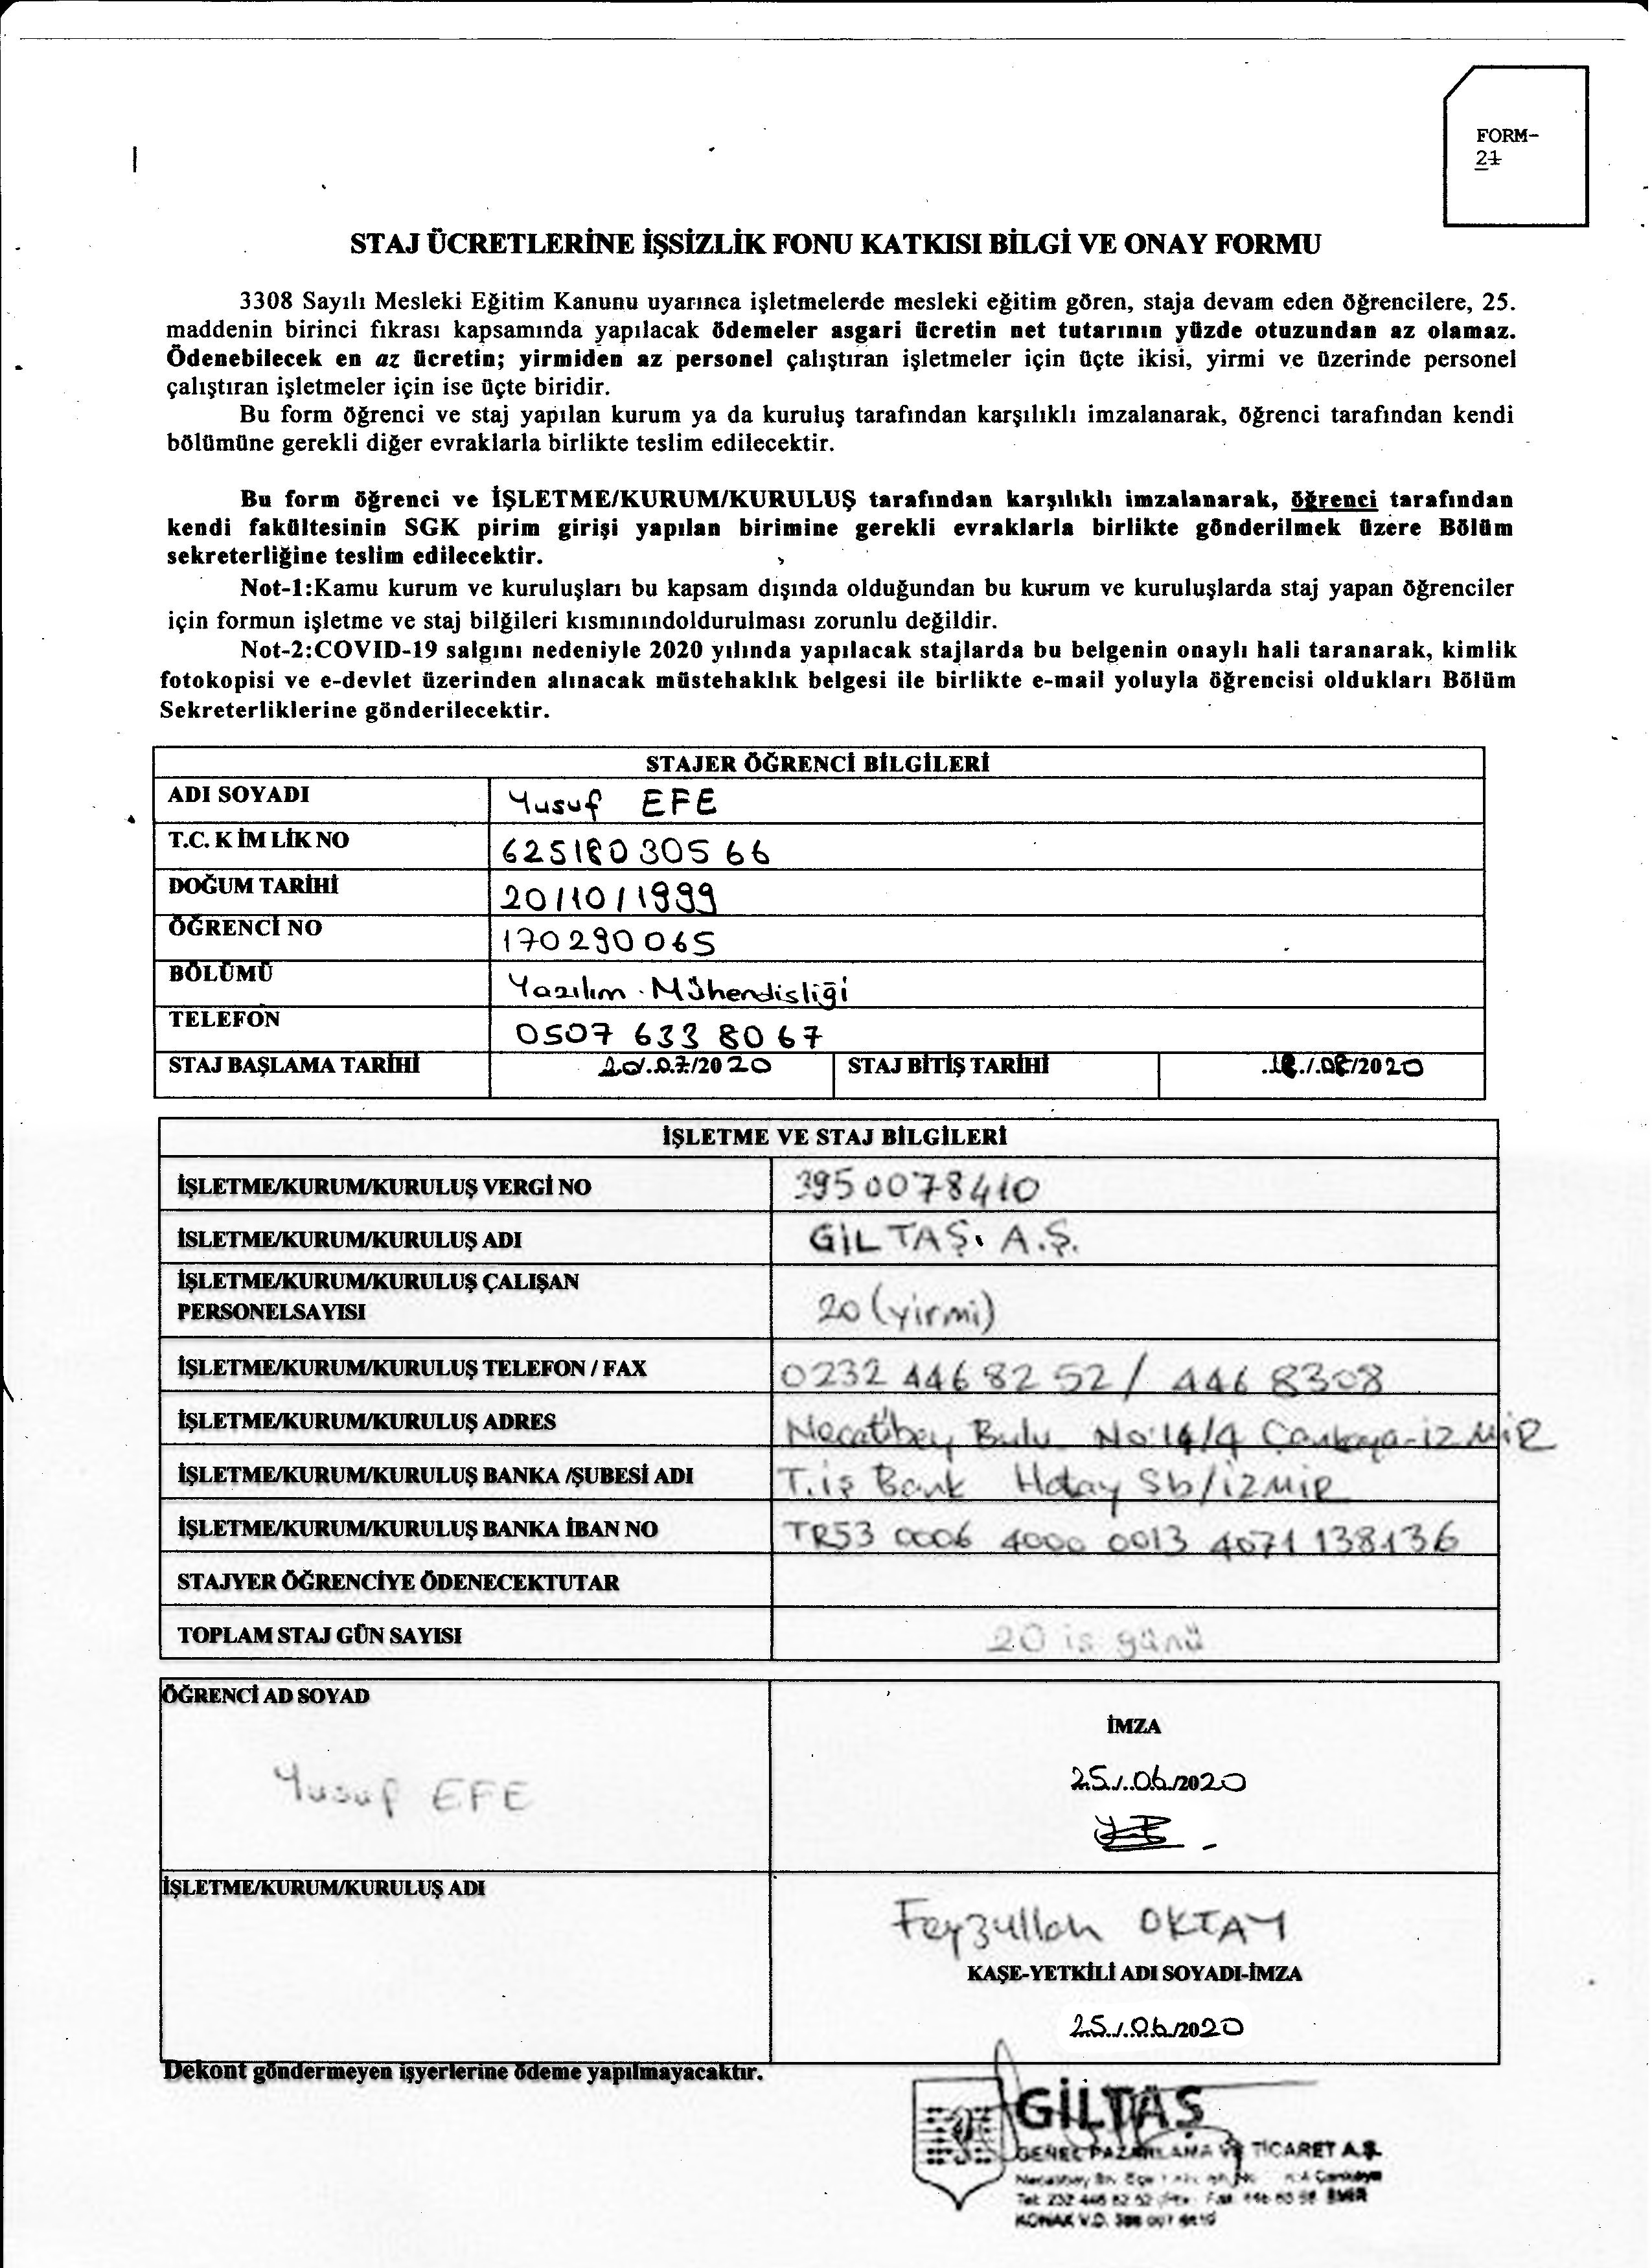 FORM-
21
STAJ ÜCRETLERİNE İŞSİZLİK FONU KATKISI BİLGİ VE ONAY FORMU
3308 Sayılı Mesleki Eğitim Kanunu uyarınca işletmelerde mesleki eğitim gören, staja devam eden öğrencilere, 25.
maddenin birinci fıkrası kapsamında yapılacak ödemeler asgari ücretin net tutarının yüzde otuzundan az olamaz.
Ödenebilecek en az ücretin; yirmiden az personel çalıştıran işletmeler için üçte ikisi, yirmi ve üzerinde personel
çalıştıran işletmeler için ise üçte biridir.
Bu form öğrenci ve staj yapılan kurum ya da kuruluş tarafından karşılıklı imzalanarak, öğrenci tarafından kendi
bölümüne gerekli diğer evraklarla birlikte teslim edilecektir.
Bu form öğrenci ve İŞLETME/KURUM/KURULUŞ tarafından karşılıklı imzalanarak, öğrenci tarafından
kendi fakültesinin SGK pirim girişi yapılan birimine gerekli evraklarla birlikte gönderilmek üzere Bölüm
sekreterliğine teslim edilecektir.
Not-1:Kamu kurum ve kuruluşları bu kapsam dışında olduğundan bu kurum ve kuruluşlarda staj yapan öğrenciler
için formun işletme ve staj bilğileri kısmınındoldurulması zorunlu değildir.
Not-2:COVID-19 salgını nedeniyle 2020 yılında yapılacak stajlarda bu belgenin onaylı hali taranarak, kimlik
fotokopisi ve e-devlet üzerinden alınacak müstehaklık belgesi ile birlikte e-mail yoluyla öğrencisi oldukları Bölüm
Sekreterliklerine gönderilecektir.
STAJER ÖĞRENCİ BİLGİLERİ
ADI SOYADI Yusuf EFE
T.C. KİMLİK NO 62518030566
DOĞUM TARİHİ 20/10/1999
ÖĞRENCİ NO 170290065
BÖLÜMÜ Yazılım Mühendisliği
TELEFON 0507 633 8067
STAJ BAŞLAMA TARİHİ 20/.07/2020 STAJ BİTİŞ TARİHİ .18./.08/2020
İŞLETME VE STAJ BİLGİLERİ
İŞLETME/KURUM/KURULUŞ VERGİ NO 3950078410
İSLETME/KURUM/KURULUŞ ADI GİLTAŞ. A.Ş.
İŞLETME/KURUM/KURULUŞ ÇALIŞAN
PERSONELSAYISI 20 (yirmi)
İŞLETME/KURUM/KURULUŞ TELEFON / FAX 0232 446 82 52 / 446 8308
İŞLETME/KURUM/KURULUŞ ADRES Necatibey Bulv. No:14/4 Çankaya-İZMİR
İŞLETME/KURUM/KURULUŞ BANKA /ŞUBESİ ADI T.iş Bank Hatay Şb/İZMİR
İŞLETME/KURUM/KURULUŞ BANKA İBAN NO TR53 0006 4000 0013 4071 138136
STAJYER ÖĞRENCİYE ÖDENECEKTUTAR
TOPLAM STAJ GÜN SAYISI 20 iş günü
ÖĞRENCİ AD SOYAD
İMZA
Yusuf EFE
25./..06./2020
İŞLETME/KURUM/KURULUŞ ADI
Feyzullah OKTAY
KAŞE-YETKİLİ ADI SOYADI-İMZA
25./..06./2020
Dekont göndermeyen işyerlerine ödeme yapılmayacaktır.
GİLTAŞ
GENEL PAZARLAMA VE TİCARET A.Ş.
Necatibey Çankaya
Tel: 232 446 82 52 Fax: İZMİR
KONAK V.D.